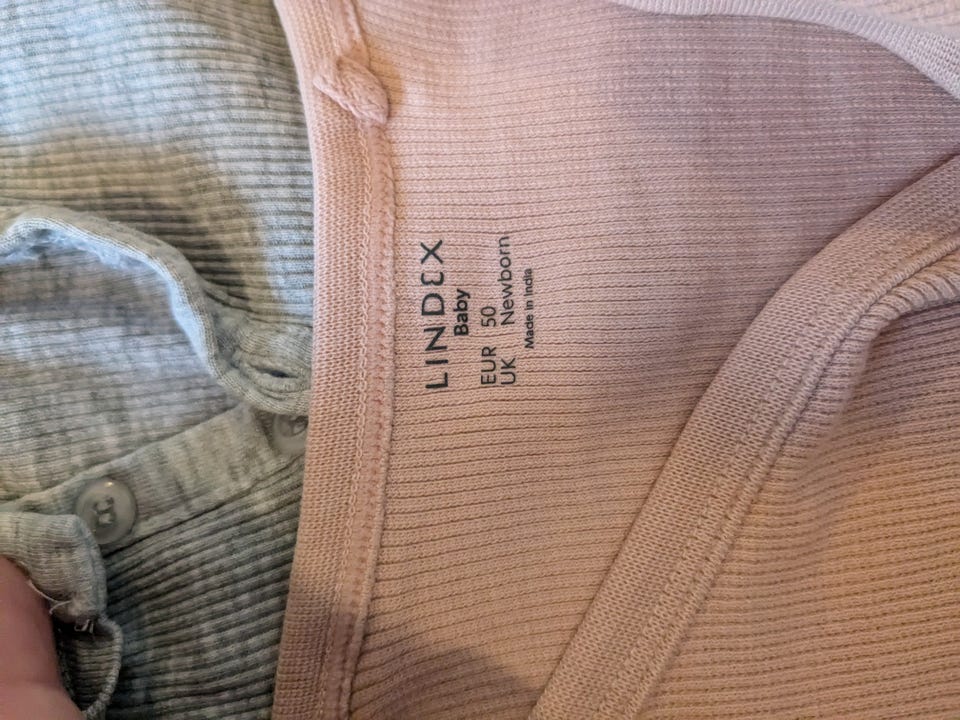 LINDEX
Baby
EUR 50
UK Newborn
Made in India